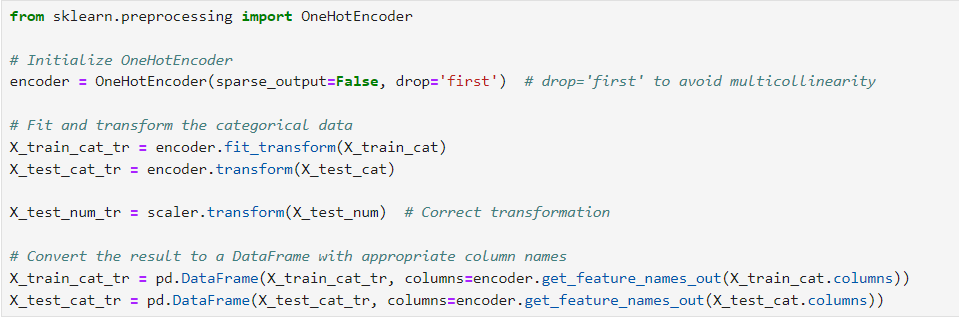 from sklearn.preprocessing import OneHotEncoder
# Initialize OneHotEncoder
encoder = OneHotEncoder(sparse_output=False, drop='first')  # drop='first' to avoid multicollinearity
# Fit and transform the categorical data
X_train_cat_tr = encoder.fit_transform(X_train_cat)
X_test_cat_tr = encoder.transform(X_test_cat)
X_test_num_tr = scaler.transform(X_test_num)  # Correct transformation
# Convert the result to a DataFrame with appropriate column names
X_train_cat_tr = pd.DataFrame(X_train_cat_tr, columns=encoder.get_feature_names_out(X_train_cat.columns))
X_test_cat_tr = pd.DataFrame(X_test_cat_tr, columns=encoder.get_feature_names_out(X_test_cat.columns))